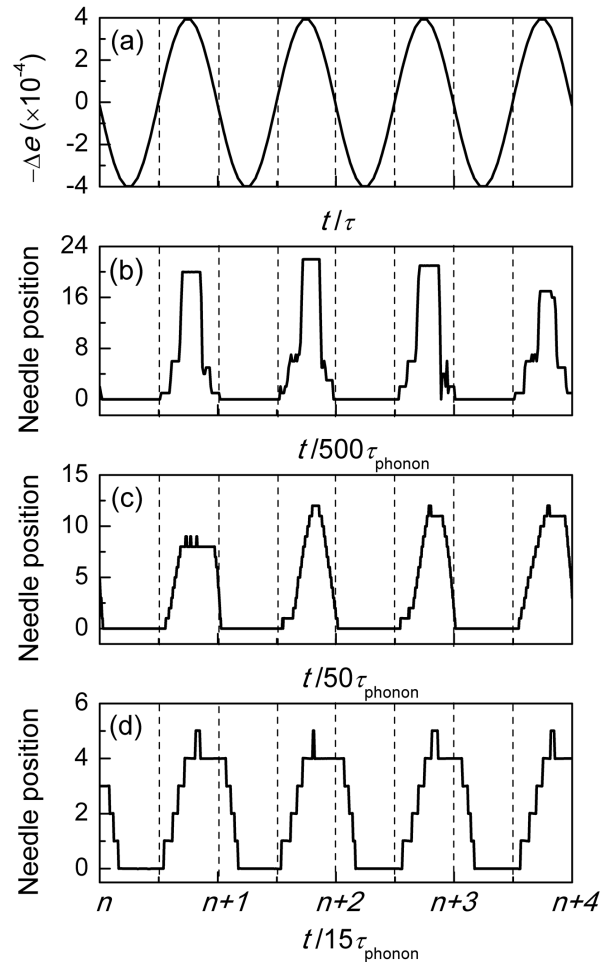 (a)
4
2
0
-2
-4
−Δe (×10⁻⁴)
t/τ
(b)
24
16
8
0
Needle position
t/500τphonon
(c)
15
10
5
0
Needle position
t/50τphonon
(d)
6
4
2
0
Needle position
n n+1 n+2 n+3 n+4
t/15τphonon